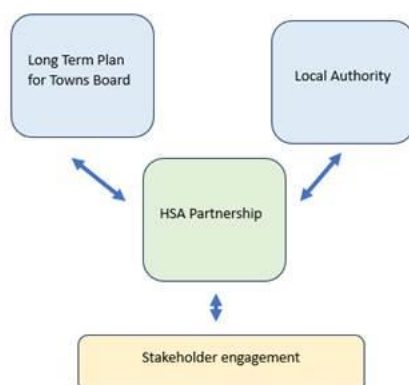 Long Term Plan
for Towns Board
Local Authority
HSA Partnership
Stakeholder engagement